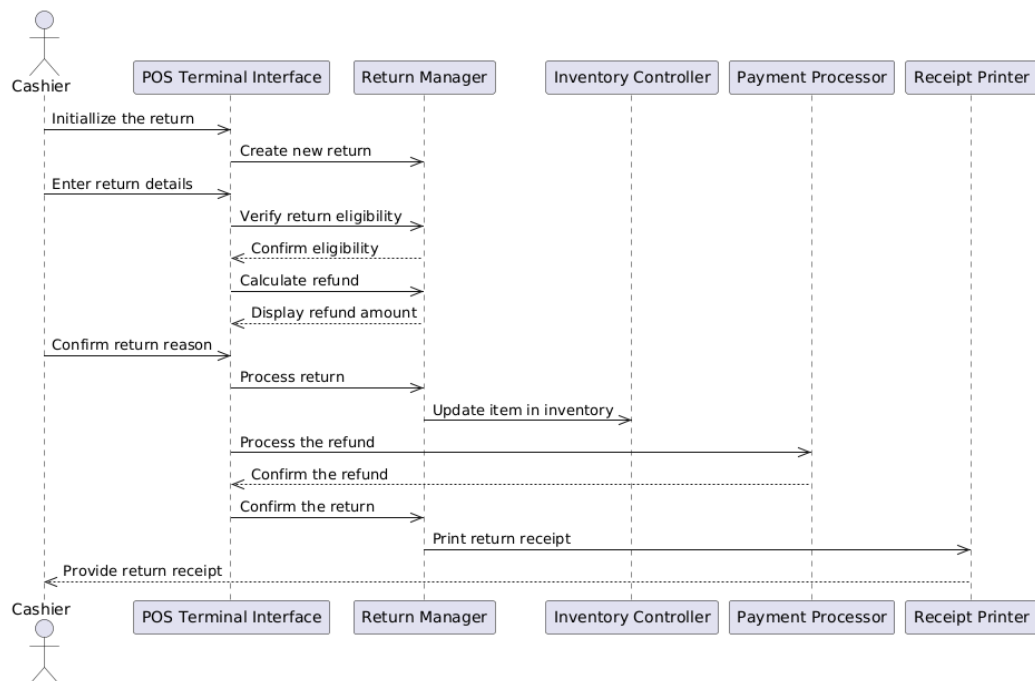 Cashier
POS Terminal Interface
Return Manager
Inventory Controller
Payment Processor
Receipt Printer
Initiallize the return
Create new return
Enter return details
Verify return eligibility
Confirm eligibility
Calculate refund
Display refund amount
Confirm return reason
Process return
Update item in inventory
Process the refund
Confirm the refund
Confirm the return
Print return receipt
Provide return receipt
Cashier
POS Terminal Interface
Return Manager
Inventory Controller
Payment Processor
Receipt Printer